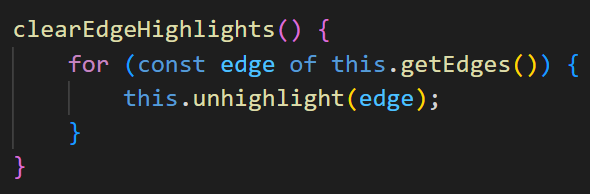 clearEdgeHighlights() {
    for (const edge of this.getEdges()) {
        this.unhighlight(edge);
    }
}